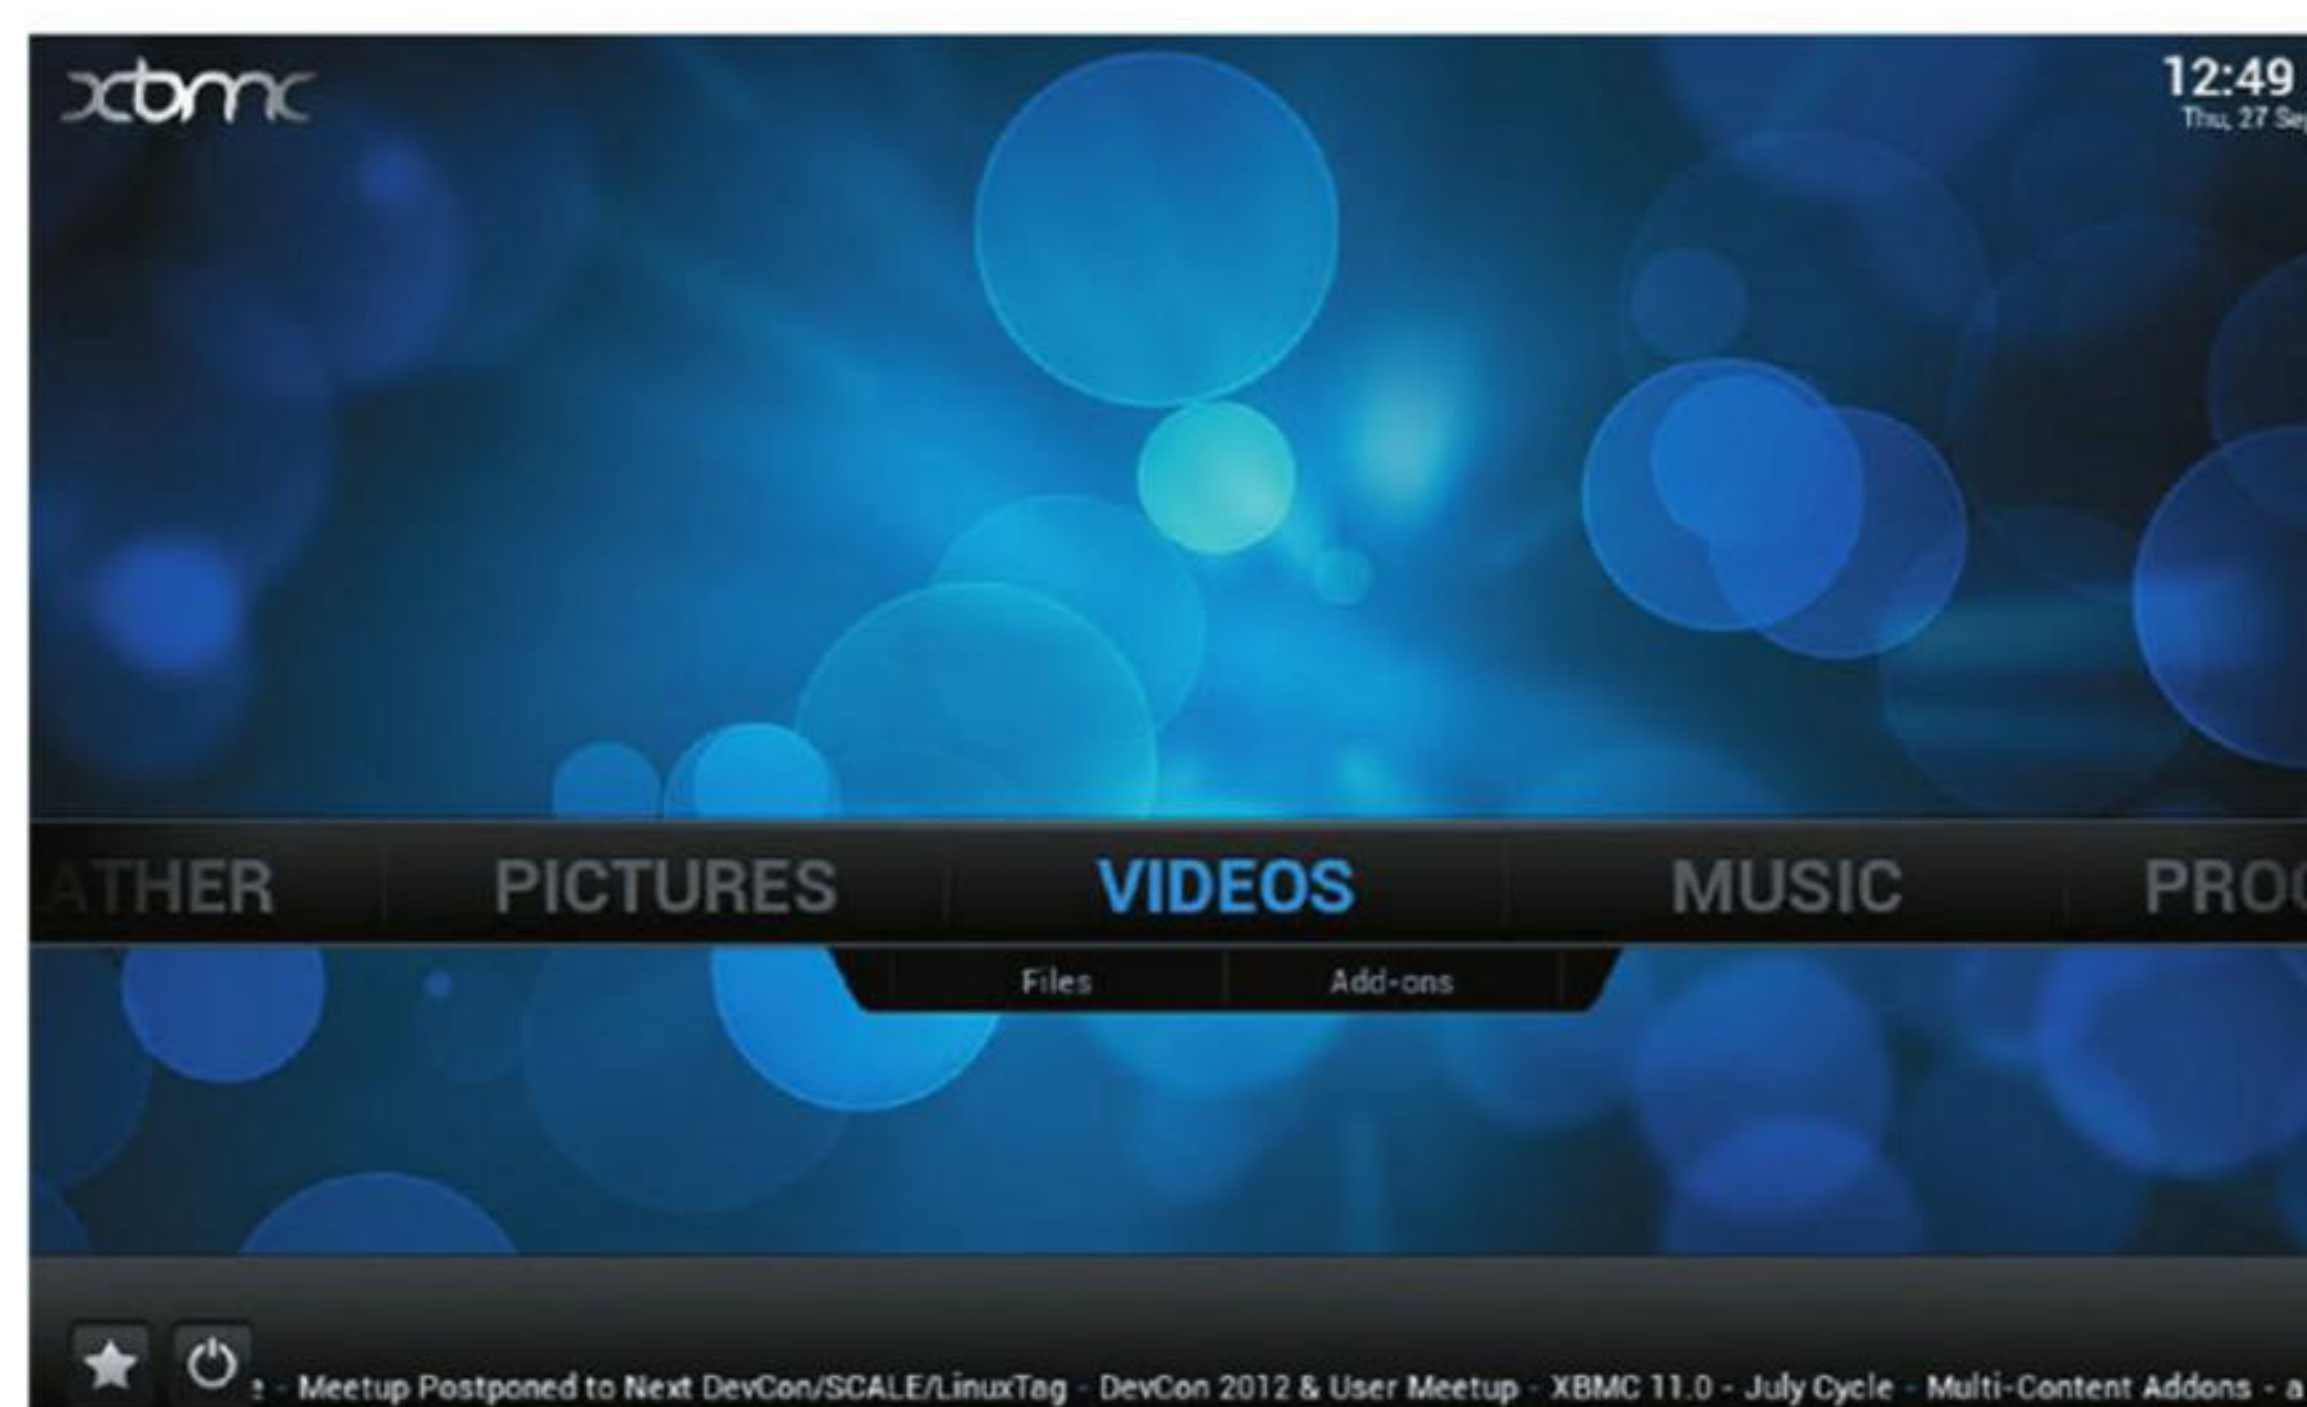 xbmc
12:49
Thu, 27 Sep
ATHER PICTURES VIDEOS MUSIC PROG
Files Add-ons
- Meetup Postponed to Next DevCon/SCALE/LinuxTag - DevCon 2012 & User Meetup - XBMC 11.0 - July Cycle - Multi-Content Addons - a